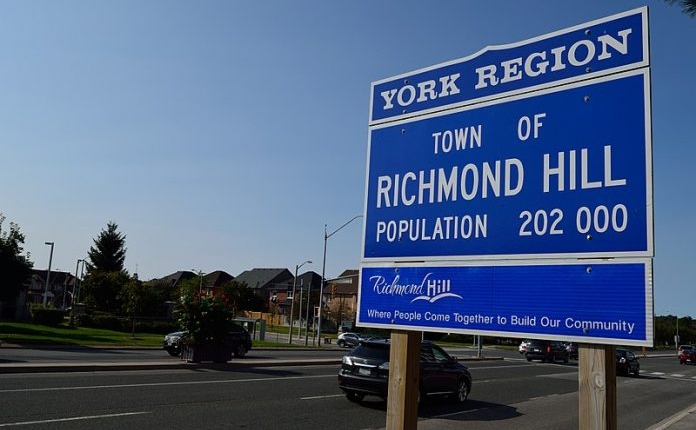 YORK REGION
TOWN OF
RICHMOND HILL
POPULATION 202 000
Richmond Hill
Where People Come Together to Build Our Community